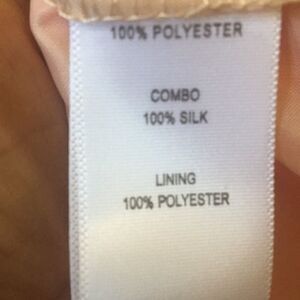 100% POLYESTER
COMBO
100% SILK
LINING
100% POLYESTER